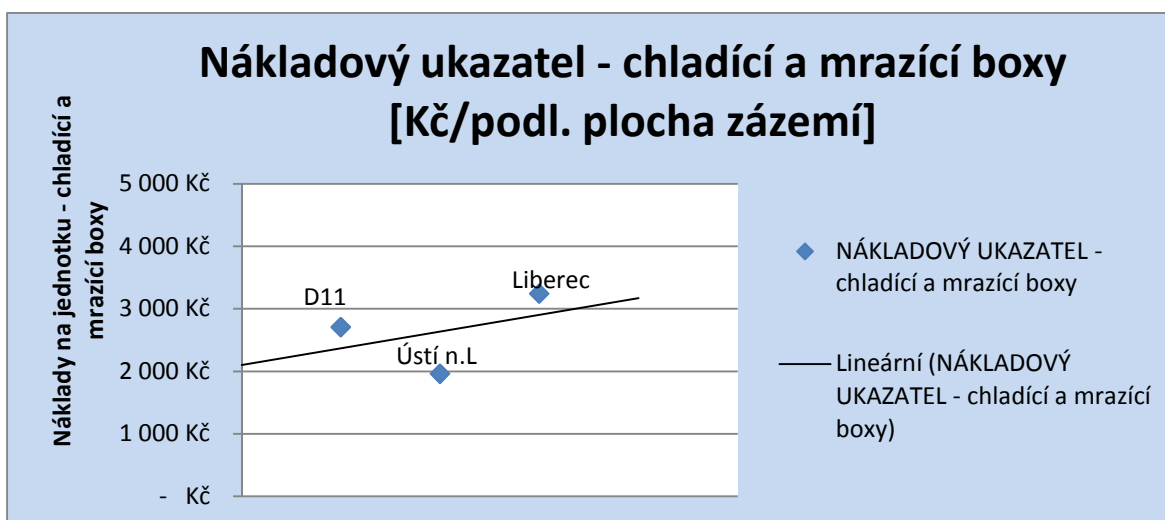 Nákladový ukazatel - chladící a mrazící boxy
[Kč/podl. plocha zázemí]
Náklady na jednotku - chladící a
mrazící boxy
5 000 Kč
4 000 Kč
3 000 Kč
2 000 Kč
1 000 Kč
- Kč
D11
Ústí n.L
Liberec
NÁKLADOVÝ UKAZATEL -
chladící a mrazící boxy
Lineární (NÁKLADOVÝ
UKAZATEL - chladící a mrazící
boxy)